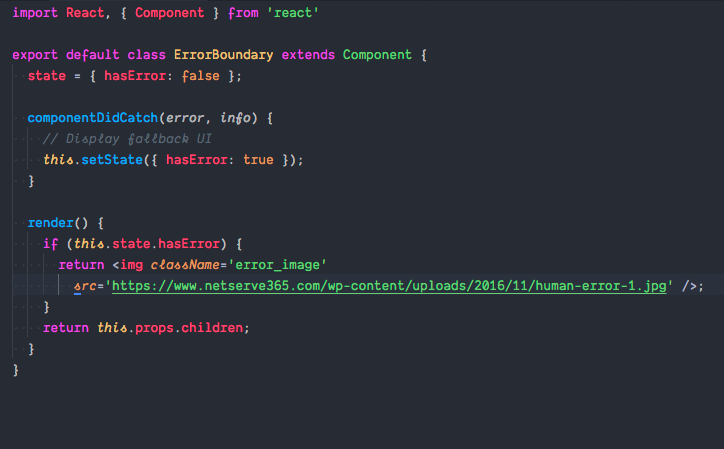 import React, { Component } from 'react'
export default class ErrorBoundary extends Component {
state = { hasError: false };
componentDidCatch(error, info) {
// Display fallback UI
this.setState({ hasError: true });
}
render() {
if (this.state.hasError) {
return <img className='error_image'
src='https://www.netserve365.com/wp-content/uploads/2016/11/human-error-1.jpg' />;
}
return this.props.children;
}
}